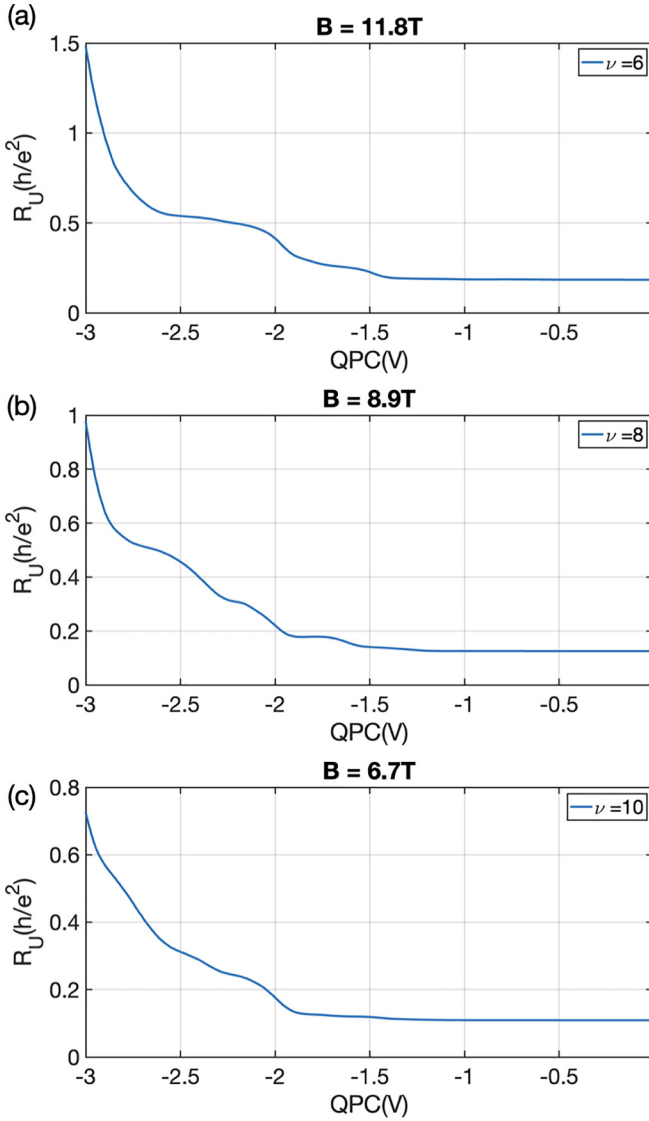 (a)
B = 11.8T
1.5
1
0.5
0
R_U(h/e²)
ν =6
-3
-2.5
-2
-1.5
-1
-0.5
QPC(V)
(b)
B = 8.9T
1
0.8
0.6
0.4
0.2
0
R_U(h/e²)
ν =8
-3
-2.5
-2
-1.5
-1
-0.5
QPC(V)
(c)
B = 6.7T
0.8
0.6
0.4
0.2
0
R_U(h/e²)
ν =10
-3
-2.5
-2
-1.5
-1
-0.5
QPC(V)